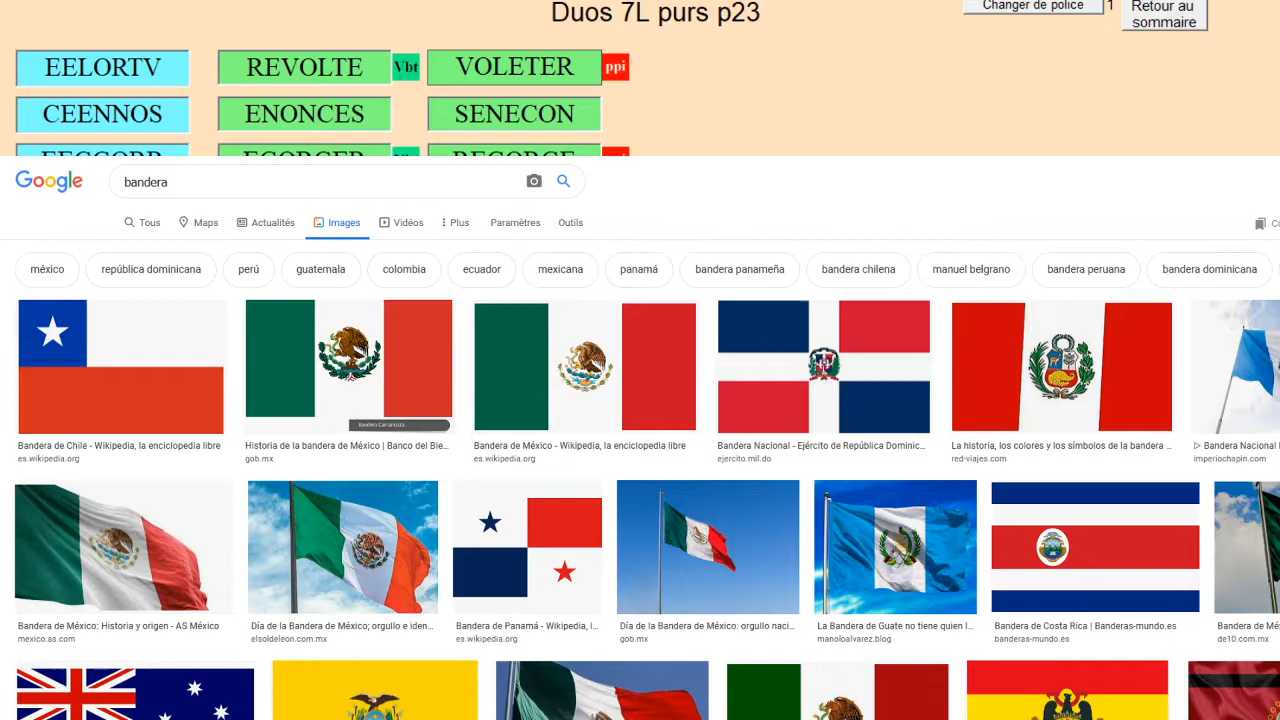 Duos 7L purs p23
Changer de police
1
Retour au
sommaire
EELORTV REVOLTE Vbt VOLETER ppi
CEENNOS ENONCES SENECON
Google
bandera
Tous Maps Actualités Images Vidéos Plus Paramètres Outils
méxico república dominicana perú guatemala colombia ecuador mexicana panamá bandera panameña bandera chilena manuel belgrano bandera peruana bandera dominicana
Bandera Carrancista
Bandera de Chile - Wikipedia, la enciclopedia libre
es.wikipedia.org
Historia de la bandera de México | Banco del Bie...
gob.mx
Bandera de México - Wikipedia, la enciclopedia libre
es.wikipedia.org
Bandera Nacional - Ejército de República Dominic...
ejercito.mil.do
La historia, los colores y los símbolos de la bandera ...
red-viajes.com
▷ Bandera Nacional
imperiochapin.com
Bandera de México: Historia y origen - AS México
mexico.as.com
Día de la Bandera de México; orgullo e iden...
elsoldeleon.com.mx
Bandera de Panamá - Wikipedia, l...
es.wikipedia.org
Día de la Bandera de México: orgullo naci...
gob.mx
La Bandera de Guate no tiene quien l...
manoloalvarez.blog
Bandera de Costa Rica | Banderas-mundo.es
banderas-mundo.es
Bandera de Mé
de10.com.mx